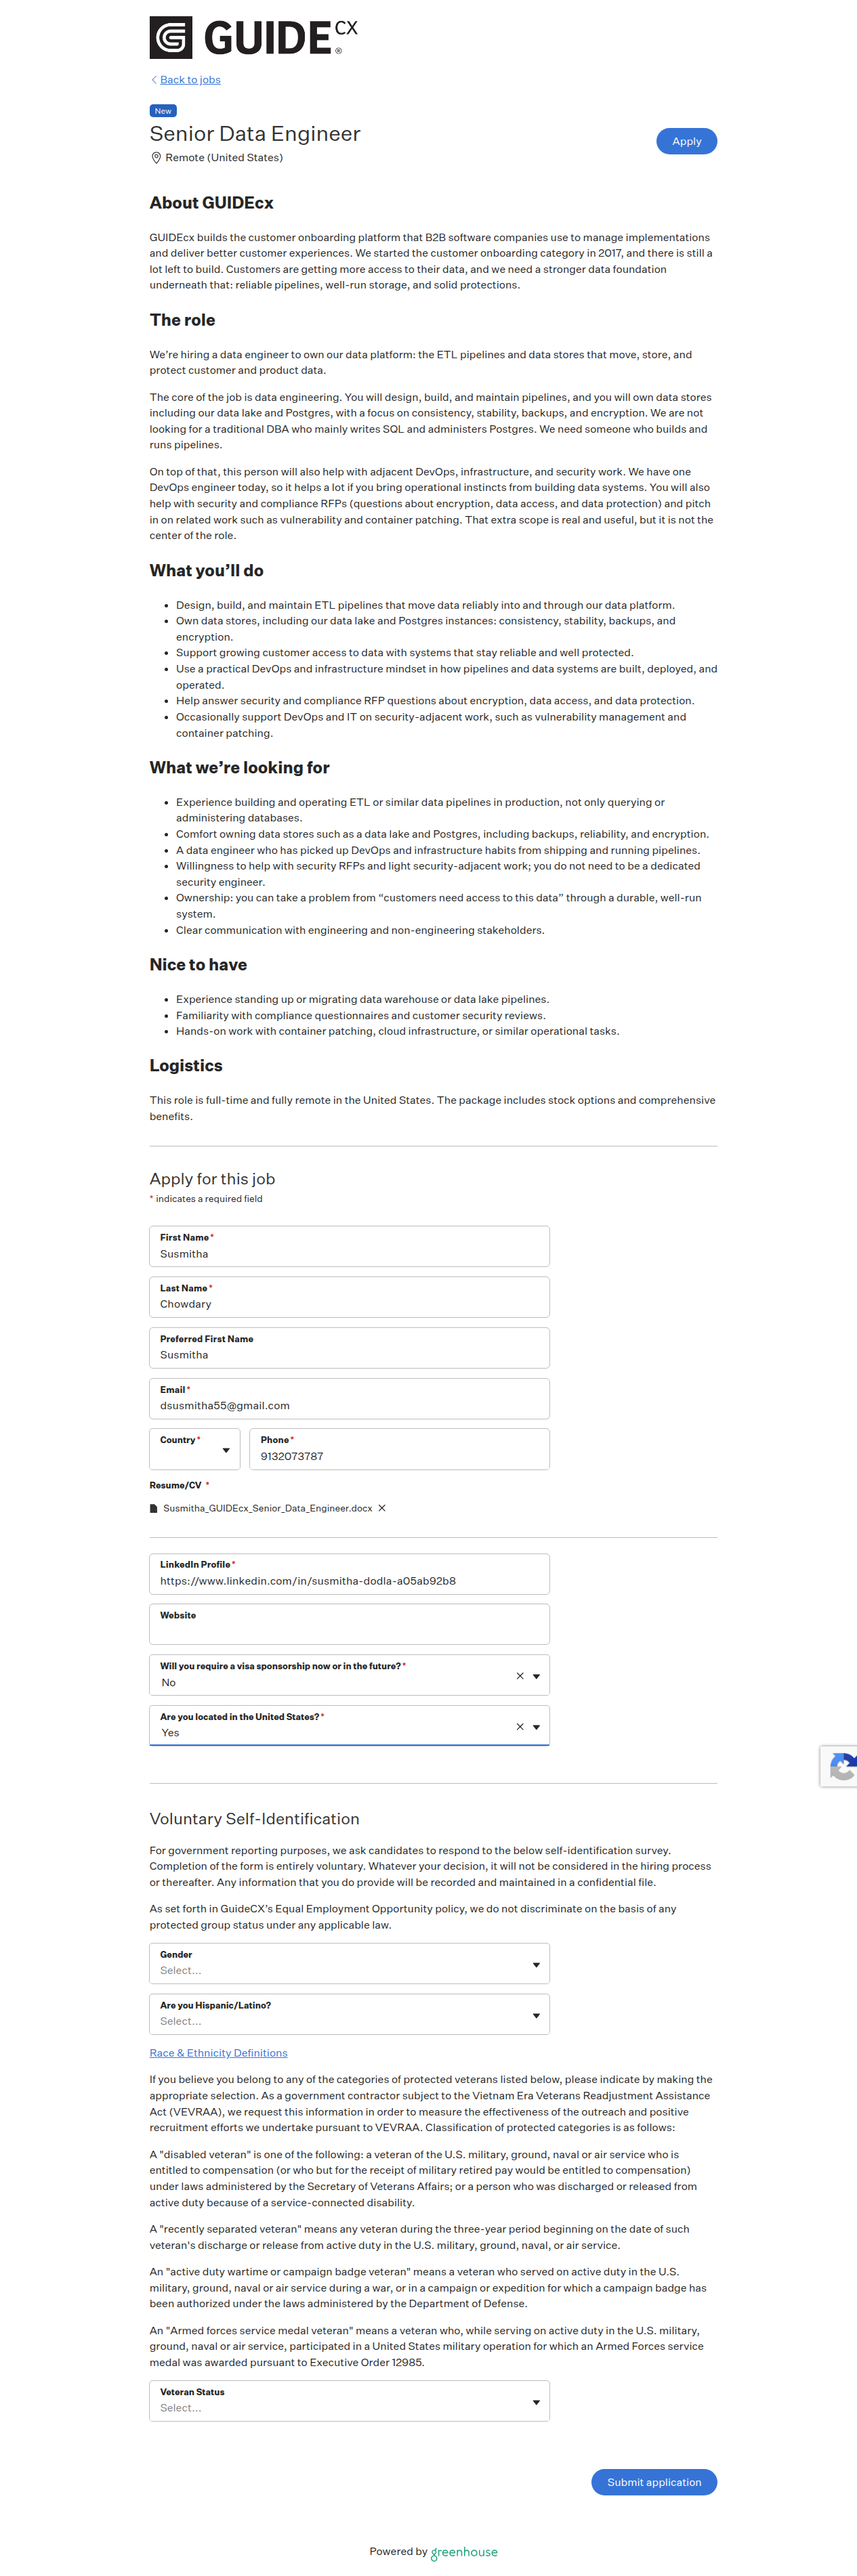 GUIDE CX ®
Back to jobs
New
Senior Data Engineer
Remote (United States)
Apply
About GUIDEcx
GUIDEcx builds the customer onboarding platform that B2B software companies use to manage implementations
and deliver better customer experiences. We started the customer onboarding category in 2017, and there is still a
lot left to build. Customers are getting more access to their data, and we need a stronger data foundation
underneath that: reliable pipelines, well-run storage, and solid protections.
The role
We're hiring a data engineer to own our data platform: the ETL pipelines and data stores that move, store, and
protect customer and product data.
The core of the job is data engineering. You will design, build, and maintain pipelines, and you will own data stores
including our data lake and Postgres, with a focus on consistency, stability, backups, and encryption. We are not
looking for a traditional DBA who mainly writes SQL and administers Postgres. We need someone who builds and
runs pipelines.
On top of that, this person will also help with adjacent DevOps, infrastructure, and security work. We have one
DevOps engineer today, so it helps a lot if you bring operational instincts from building data systems. You will also
help with security and compliance RFPs (questions about encryption, data access, and data protection) and pitch
in on related work such as vulnerability and container patching. That extra scope is real and useful, but it is not the
center of the role.
What you'll do
• Design, build, and maintain ETL pipelines that move data reliably into and through our data platform.
• Own data stores, including our data lake and Postgres instances: consistency, stability, backups, and
encryption.
• Support growing customer access to data with systems that stay reliable and well protected.
• Use a practical DevOps and infrastructure mindset in how pipelines and data systems are built, deployed, and
operated.
• Help answer security and compliance RFP questions about encryption, data access, and data protection.
• Occasionally support DevOps and IT on security-adjacent work, such as vulnerability management and
container patching.
What we're looking for
• Experience building and operating ETL or similar data pipelines in production, not only querying or
administering databases.
• Comfort owning data stores such as a data lake and Postgres, including backups, reliability, and encryption.
• A data engineer who has picked up DevOps and infrastructure habits from shipping and running pipelines.
• Willingness to help with security RFPs and light security-adjacent work; you do not need to be a dedicated
security engineer.
• Ownership: you can take a problem from “customers need access to this data” through a durable, well-run
system.
• Clear communication with engineering and non-engineering stakeholders.
Nice to have
• Experience standing up or migrating data warehouse or data lake pipelines.
• Familiarity with compliance questionnaires and customer security reviews.
• Hands-on work with container patching, cloud infrastructure, or similar operational tasks.
Logistics
This role is full-time and fully remote in the United States. The package includes stock options and comprehensive
benefits.
Apply for this job
* indicates a required field
First Name*
Susmitha
Last Name*
Chowdary
Preferred First Name
Susmitha
Email*
dsusmitha55@gmail.com
Country*
Phone*
9132073787
Resume/CV *
Susmitha_GUIDEcx_Senior_Data_Engineer.docx
LinkedIn Profile*
https://www.linkedin.com/in/susmitha-dodla-a05ab92b8
Website
Will you require a visa sponsorship now or in the future?*
No
Are you located in the United States?*
Yes
Voluntary Self-Identification
For government reporting purposes, we ask candidates to respond to the below self-identification survey.
Completion of the form is entirely voluntary. Whatever your decision, it will not be considered in the hiring process
or thereafter. Any information that you do provide will be recorded and maintained in a confidential file.
As set forth in GuideCX's Equal Employment Opportunity policy, we do not discriminate on the basis of any
protected group status under any applicable law.
Gender
Select...
Are you Hispanic/Latino?
Select...
Race & Ethnicity Definitions
If you believe you belong to any of the categories of protected veterans listed below, please indicate by making the
appropriate selection. As a government contractor subject to the Vietnam Era Veterans Readjustment Assistance
Act (VEVRAA), we request this information in order to measure the effectiveness of the outreach and positive
recruitment efforts we undertake pursuant to VEVRAA. Classification of protected categories is as follows:
A "disabled veteran" is one of the following: a veteran of the U.S. military, ground, naval or air service who is
entitled to compensation (or who but for the receipt of military retired pay would be entitled to compensation)
under laws administered by the Secretary of Veterans Affairs; or a person who was discharged or released from
active duty because of a service-connected disability.
A "recently separated veteran" means any veteran during the three-year period beginning on the date of such
veteran's discharge or release from active duty in the U.S. military, ground, naval, or air service.
An "active duty wartime or campaign badge veteran" means a veteran who served on active duty in the U.S.
military, ground, naval or air service during a war, or in a campaign or expedition for which a campaign badge has
been authorized under the laws administered by the Department of Defense.
An "Armed forces service medal veteran" means a veteran who, while serving on active duty in the U.S. military,
ground, naval or air service, participated in a United States military operation for which an Armed Forces service
medal was awarded pursuant to Executive Order 12985.
Veteran Status
Select...
Submit application
Powered by greenhouse